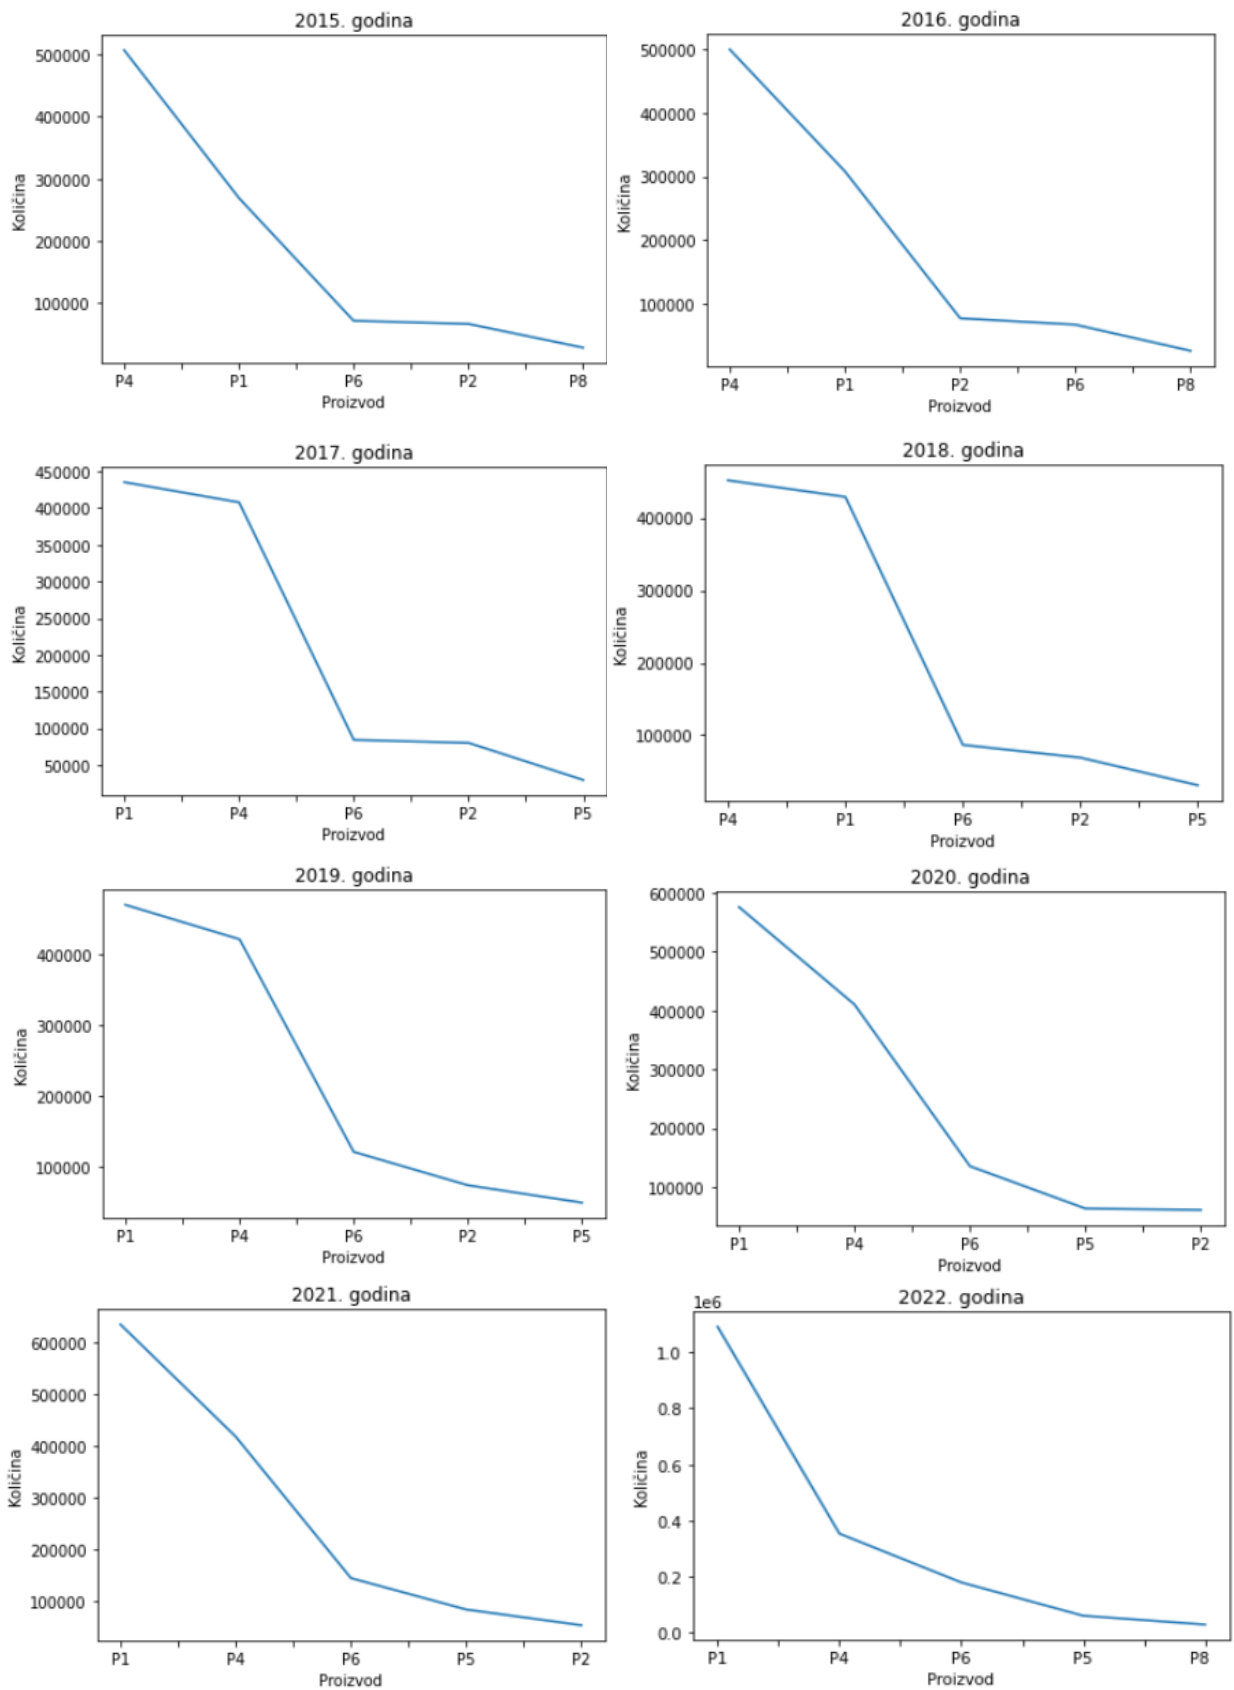 2015. godina
500000
400000
300000
200000
100000
Količina
P4 P1 P6 P2 P8
Proizvod
2016. godina
500000
400000
300000
200000
100000
Količina
P4 P1 P2 P6 P8
Proizvod
2017. godina
450000
400000
350000
300000
250000
200000
150000
100000
50000
Količina
P1 P4 P6 P2 P5
Proizvod
2018. godina
400000
300000
200000
100000
Količina
P4 P1 P6 P2 P5
Proizvod
2019. godina
400000
300000
200000
100000
Količina
P1 P4 P6 P2 P5
Proizvod
2020. godina
600000
500000
400000
300000
200000
100000
Količina
P1 P4 P6 P5 P2
Proizvod
2021. godina
600000
500000
400000
300000
200000
100000
Količina
P1 P4 P6 P5 P2
Proizvod
1e6 2022. godina
1.0
0.8
0.6
0.4
0.2
0.0
Količina
P1 P4 P6 P5 P8
Proizvod